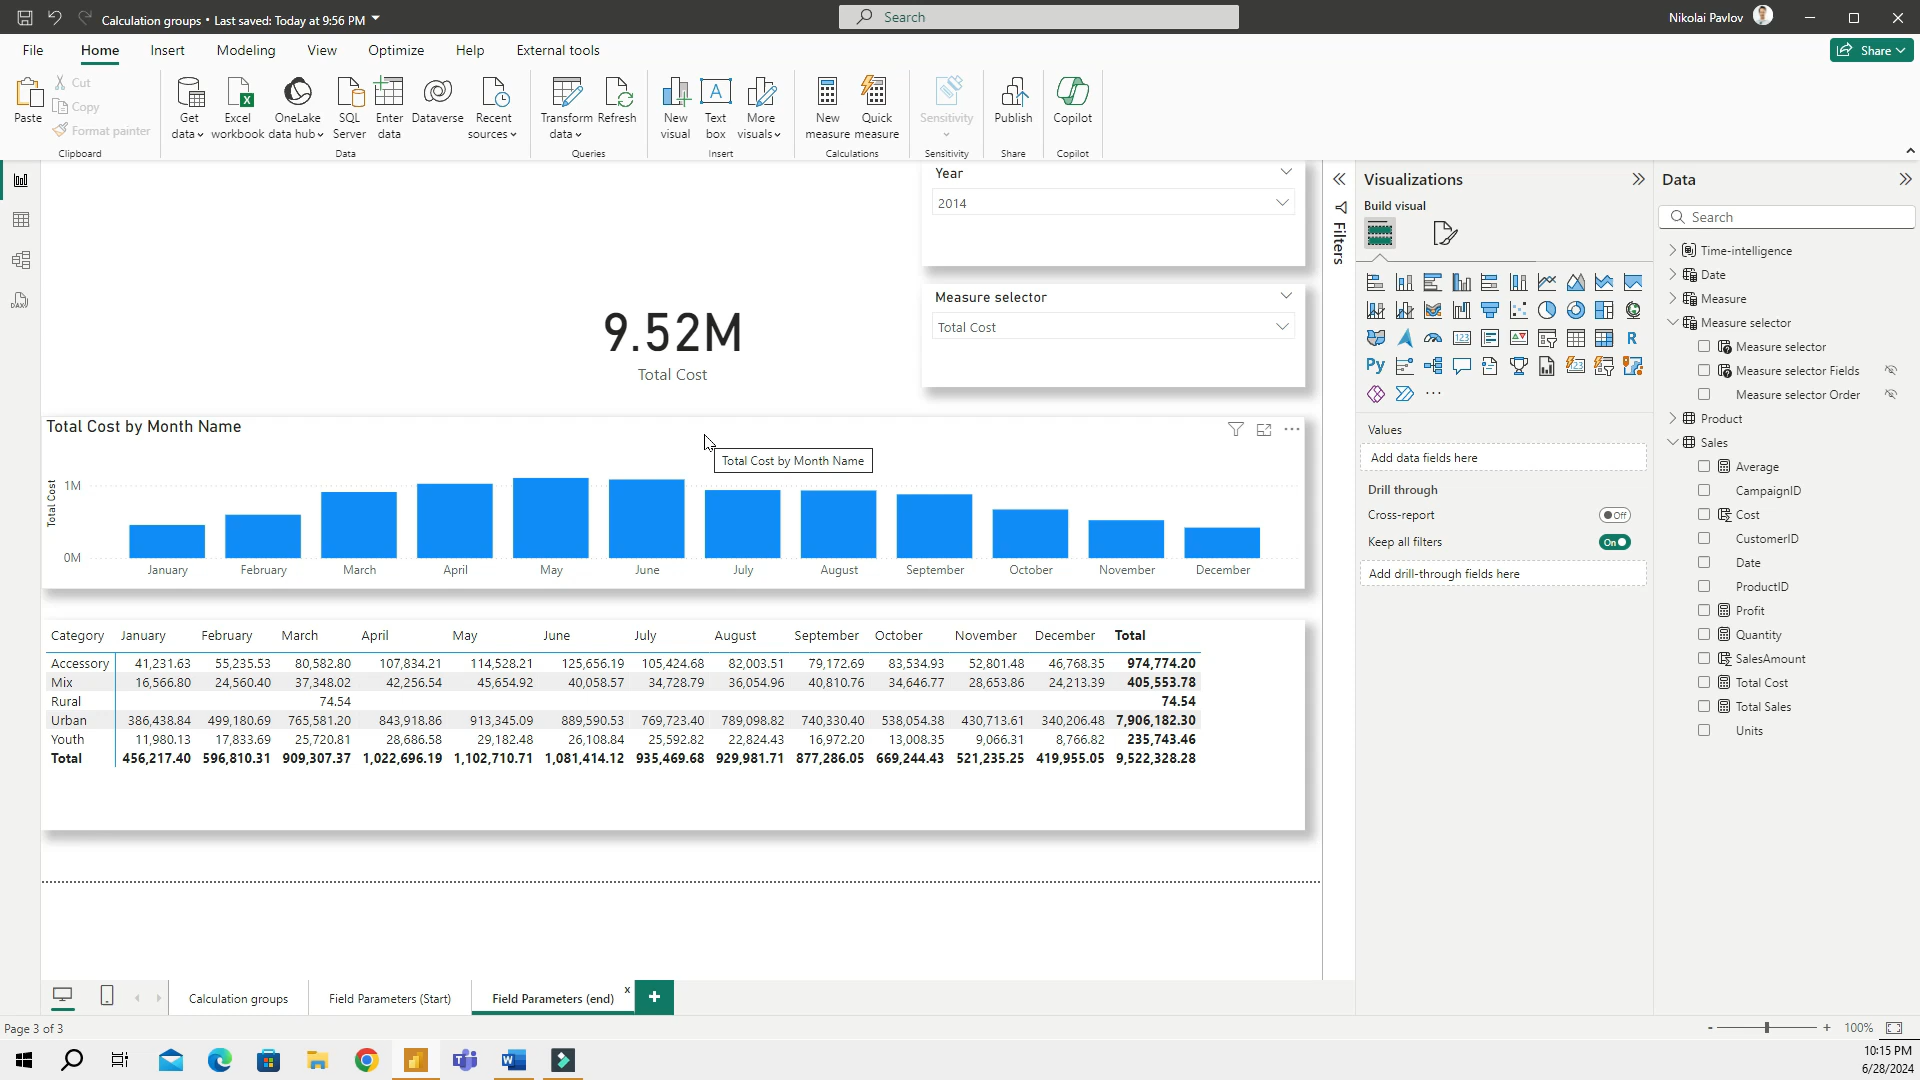 Calculation groups • Last saved: Today at 9:56 PM
Search
Nikolai Pavlov
File Home Insert Modeling View Optimize Help External tools
Share
Paste
Cut
Copy
Format painter
Clipboard
Get data
Excel workbook
OneLake data hub
SQL Server
Enter data
Dataverse
Recent sources
Data
Transform data
Refresh
Queries
New visual
Text box
More visuals
Insert
New measure
Quick measure
Calculations
Sensitivity
Sensitivity
Publish
Share
Copilot
Copilot
Year
2014
Measure selector
Total Cost
9.52M
Total Cost
Total Cost by Month Name
Total Cost by Month Name
Total Cost
1M
0M
January February March April May June July August September October November December
Category January February March April May June July August September October November December Total
Accessory 41,231.63 55,235.53 80,582.80 107,834.21 114,528.21 125,656.19 105,424.68 82,003.51 79,172.69 83,534.93 52,801.48 46,768.35 974,774.20
Mix 16,566.80 24,560.40 37,348.02 42,256.54 45,654.92 40,058.57 34,728.79 36,054.96 40,810.76 34,646.77 28,653.86 24,213.39 405,553.78
Rural 74.54 74.54
Urban 386,438.84 499,180.69 765,581.20 843,918.86 913,345.09 889,590.53 769,723.40 789,098.82 740,330.40 538,054.38 430,713.61 340,206.48 7,906,182.30
Youth 11,980.13 17,833.69 25,720.81 28,686.58 29,182.48 26,108.84 25,592.82 22,824.43 16,972.20 13,008.35 9,066.31 8,766.82 235,743.46
Total 456,217.40 596,810.31 909,307.37 1,022,696.19 1,102,710.71 1,081,414.12 935,469.68 929,981.71 877,286.05 669,244.43 521,235.25 419,955.05 9,522,328.28
Filters
Visualizations
Build visual
R
Py
123
Values
Add data fields here
Drill through
Cross-report
Off
Keep all filters
On
Add drill-through fields here
Data
Search
Time-intelligence
Date
Measure
Measure selector
Measure selector
Measure selector Fields
Measure selector Order
Product
Sales
Average
CampaignID
Cost
CustomerID
Date
ProductID
Profit
Quantity
SalesAmount
Total Cost
Total Sales
Units
DAX
Calculation groups
Field Parameters (Start)
Field Parameters (end)
x
+
Page 3 of 3
- + 100%
10:15 PM
6/28/2024